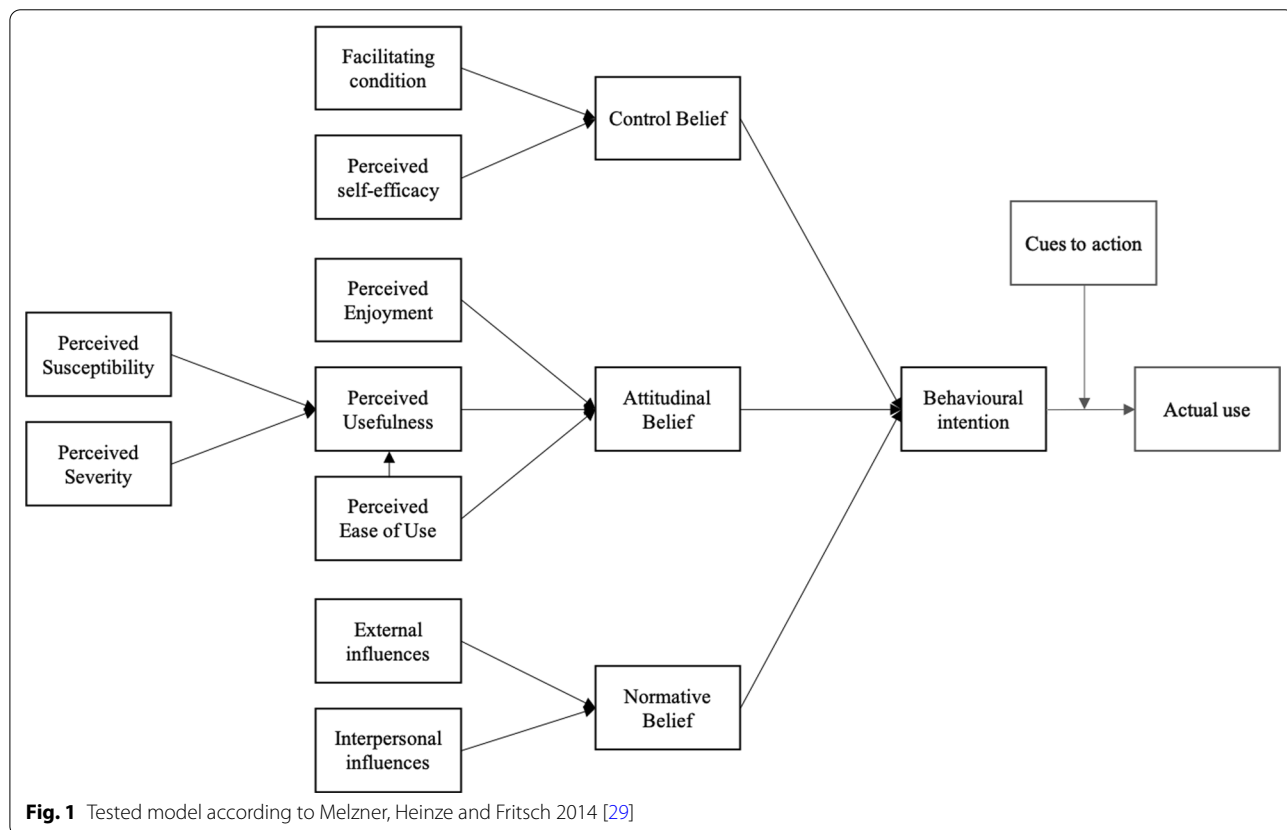 Facilitating
condition
Control Belief
Perceived
self-efficacy
Cues to action
Perceived
Enjoyment
Perceived
Susceptibility
Perceived
Usefulness
Attitudinal
Belief
Behavioural
intention
Actual use
Perceived
Severity
Perceived
Ease of Use
External
influences
Normative
Belief
Interpersonal
influences
Fig. 1 Tested model according to Melzner, Heinze and Fritsch 2014 [29]